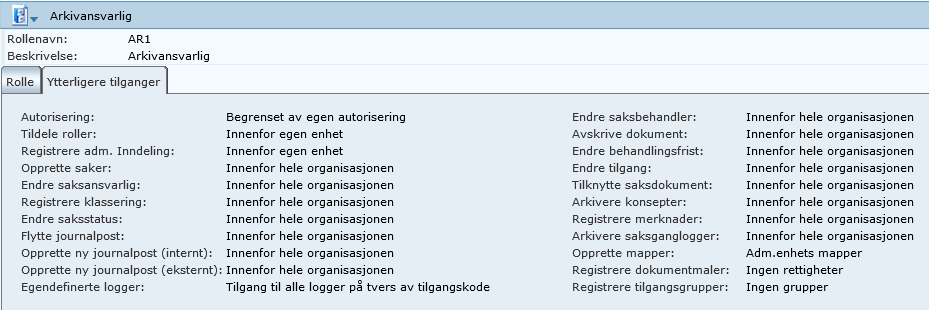 Arkivansvarlig
Rollenavn: AR1
Beskrivelse: Arkivansvarlig
Rolle Ytterligere tilganger
Autorisering: Begrenset av egen autorisering Endre saksbehandler: Innenfor hele organisasjonen
Tildele roller: Innenfor egen enhet Avskrive dokument: Innenfor hele organisasjonen
Registrere adm. Inndeling: Innenfor egen enhet Endre behandlingsfrist: Innenfor hele organisasjonen
Opprette saker: Innenfor hele organisasjonen Endre tilgang: Innenfor hele organisasjonen
Endre saksansvarlig: Innenfor hele organisasjonen Tilknytte saksdokument: Innenfor hele organisasjonen
Registrere klassering: Innenfor hele organisasjonen Arkivere konsepter: Innenfor hele organisasjonen
Endre saksstatus: Innenfor hele organisasjonen Registrere merknader: Innenfor hele organisasjonen
Flytte journalpost: Innenfor hele organisasjonen Arkivere saksganglogger: Innenfor hele organisasjonen
Opprette ny journalpost (internt): Innenfor hele organisasjonen Opprette mapper: Adm.enhets mapper
Opprette ny journalpost (eksternt): Innenfor hele organisasjonen Registrere dokumentmaler: Ingen rettigheter
Egendefinerte logger: Tilgang til alle logger på tvers av tilgangskode Registrere tilgangsgrupper: Ingen grupper